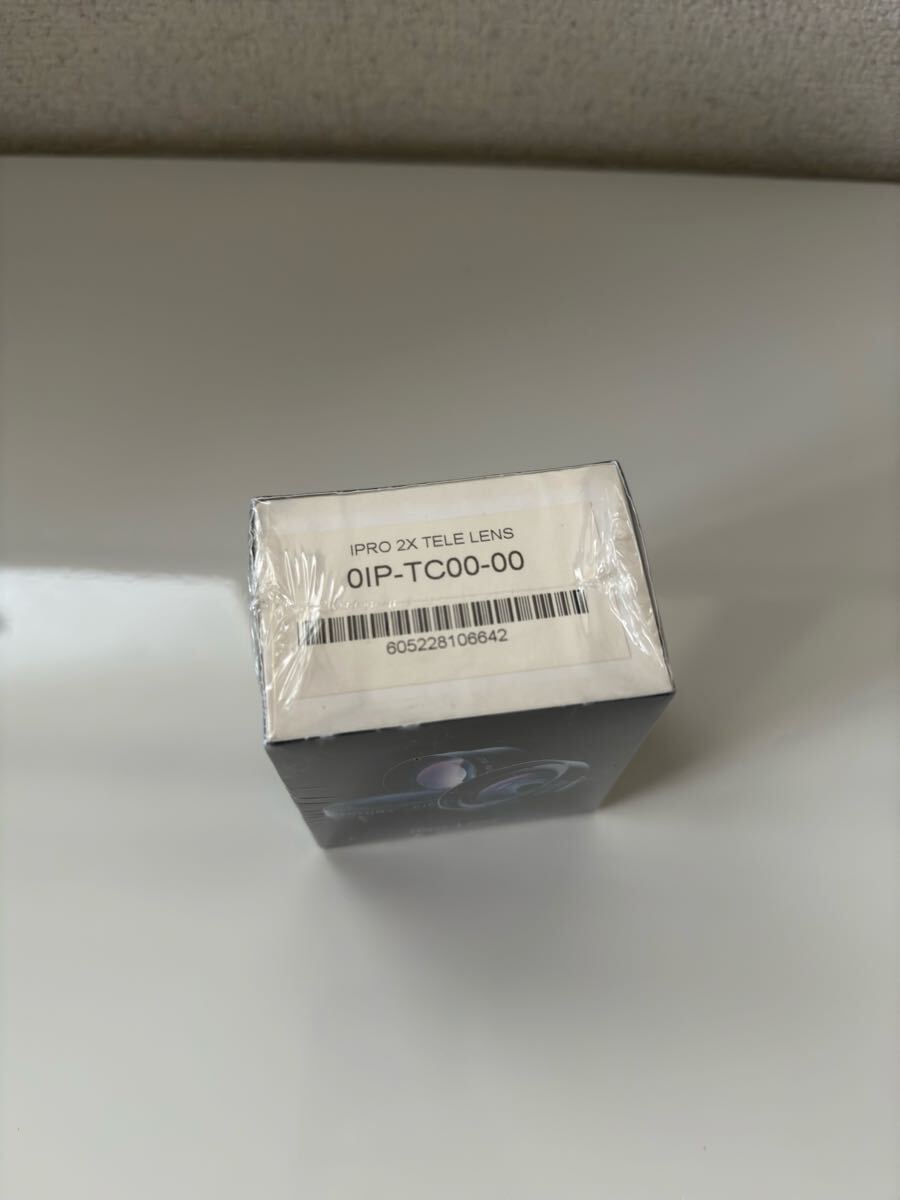 IPRO 2X TELE LENS
0IP-TC00-00
605228106642